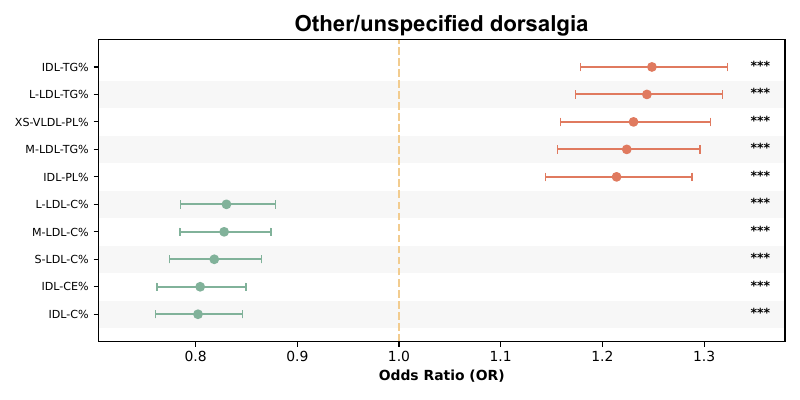 Other/unspecified dorsalgia
IDL-TG% ***
L-LDL-TG% ***
XS-VLDL-PL% ***
M-LDL-TG% ***
IDL-PL% ***
L-LDL-C% ***
M-LDL-C% ***
S-LDL-C% ***
IDL-CE% ***
IDL-C% ***
0.8 0.9 1.0 1.1 1.2 1.3
Odds Ratio (OR)